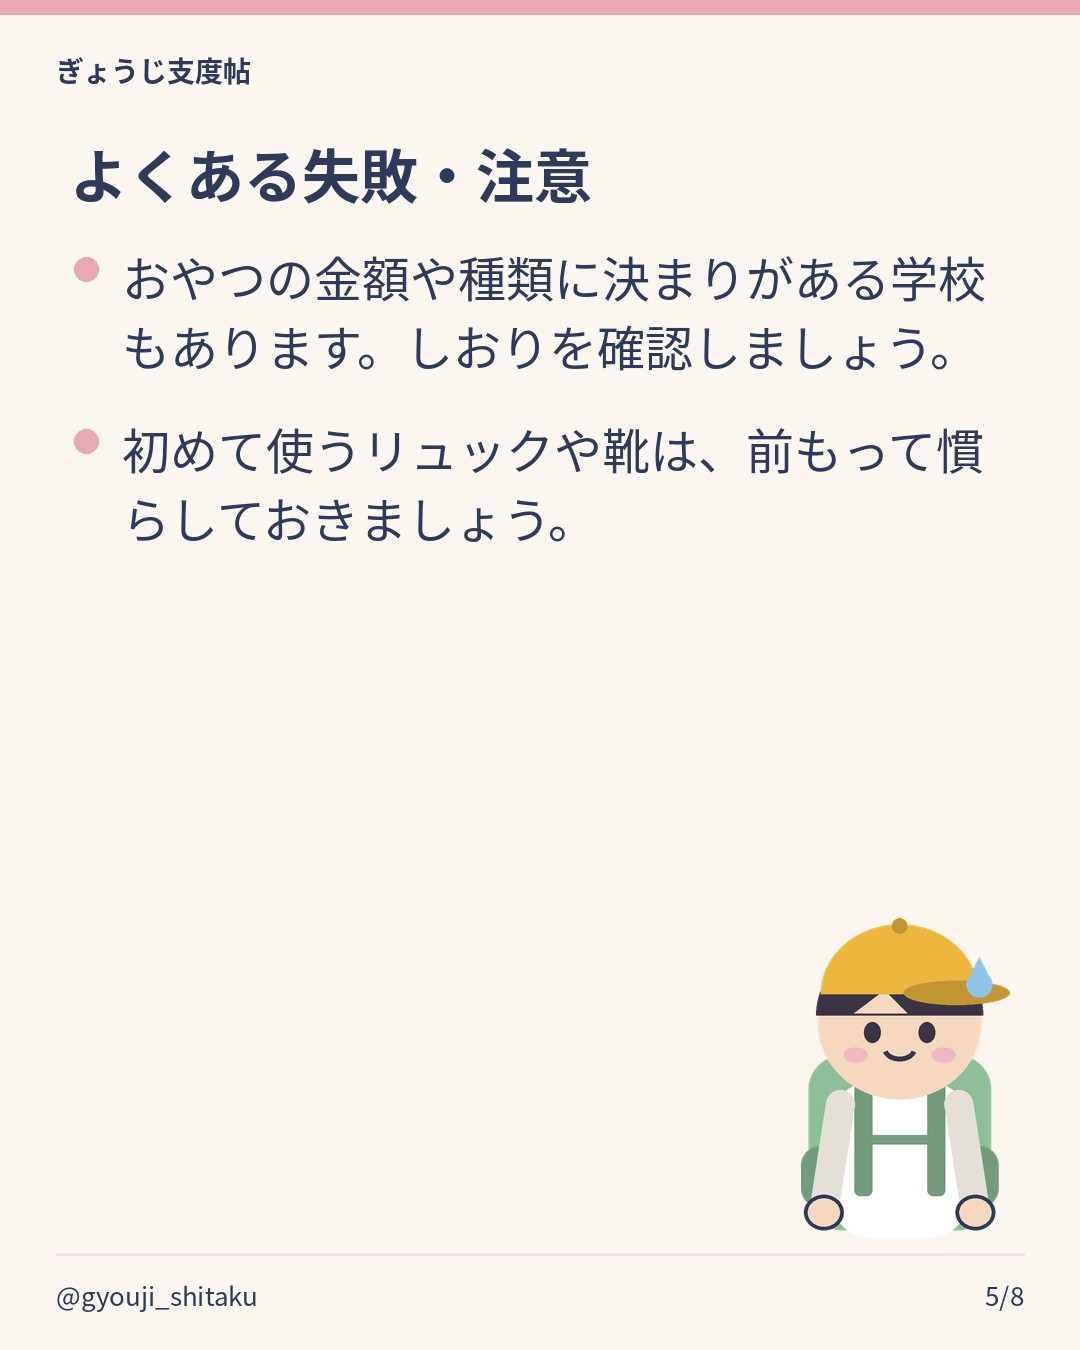 ぎょうじ支度帖
よくある失敗・注意
おやつの金額や種類に決まりがある学校
もあります。しおりを確認しましょう。
初めて使うリュックや靴は、前もって慣
らしておきましょう。
@gyouji_shitaku
5/8